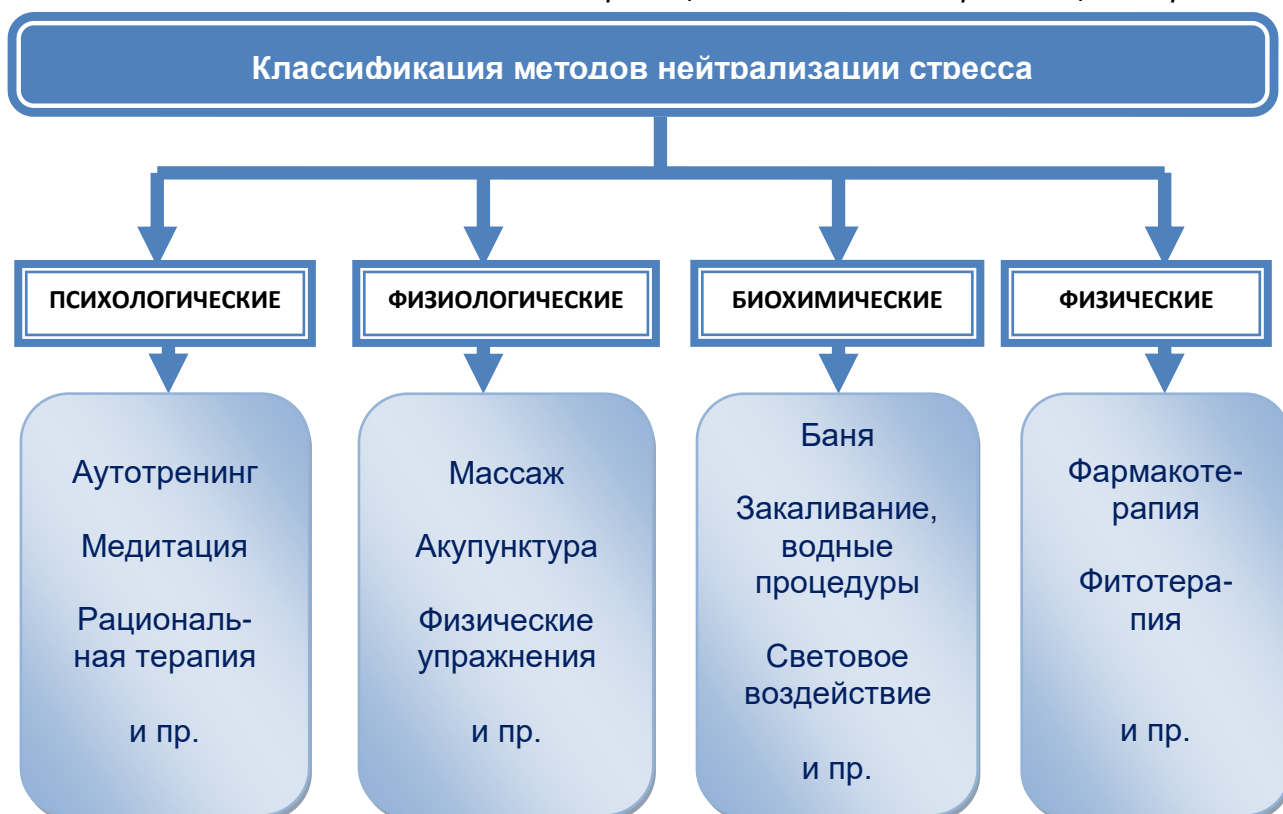 Классификация методов нейтрализации стресса
ПСИХОЛОГИЧЕСКИЕ
ФИЗИОЛОГИЧЕСКИЕ
БИОХИМИЧЕСКИЕ
ФИЗИЧЕСКИЕ
Аутотренинг
Медитация
Рациональ-
ная терапия
и пр.
Массаж
Акупунктура
Физические
упражнения
и пр.
Баня
Закаливание,
водные
процедуры
Световое
воздействие
и пр.
Фармакоте-
рапия
Фитотера-
пия
и пр.